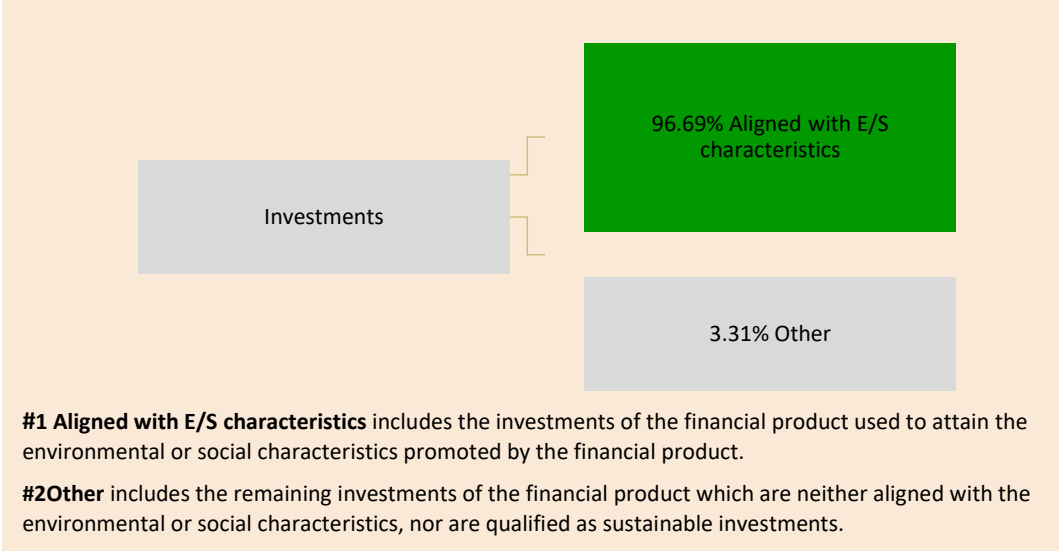 96.69% Aligned with E/S
characteristics
Investments
3.31% Other
#1 Aligned with E/S characteristics includes the investments of the financial product used to attain the
environmental or social characteristics promoted by the financial product.
#2Other includes the remaining investments of the financial product which are neither aligned with the
environmental or social characteristics, nor are qualified as sustainable investments.